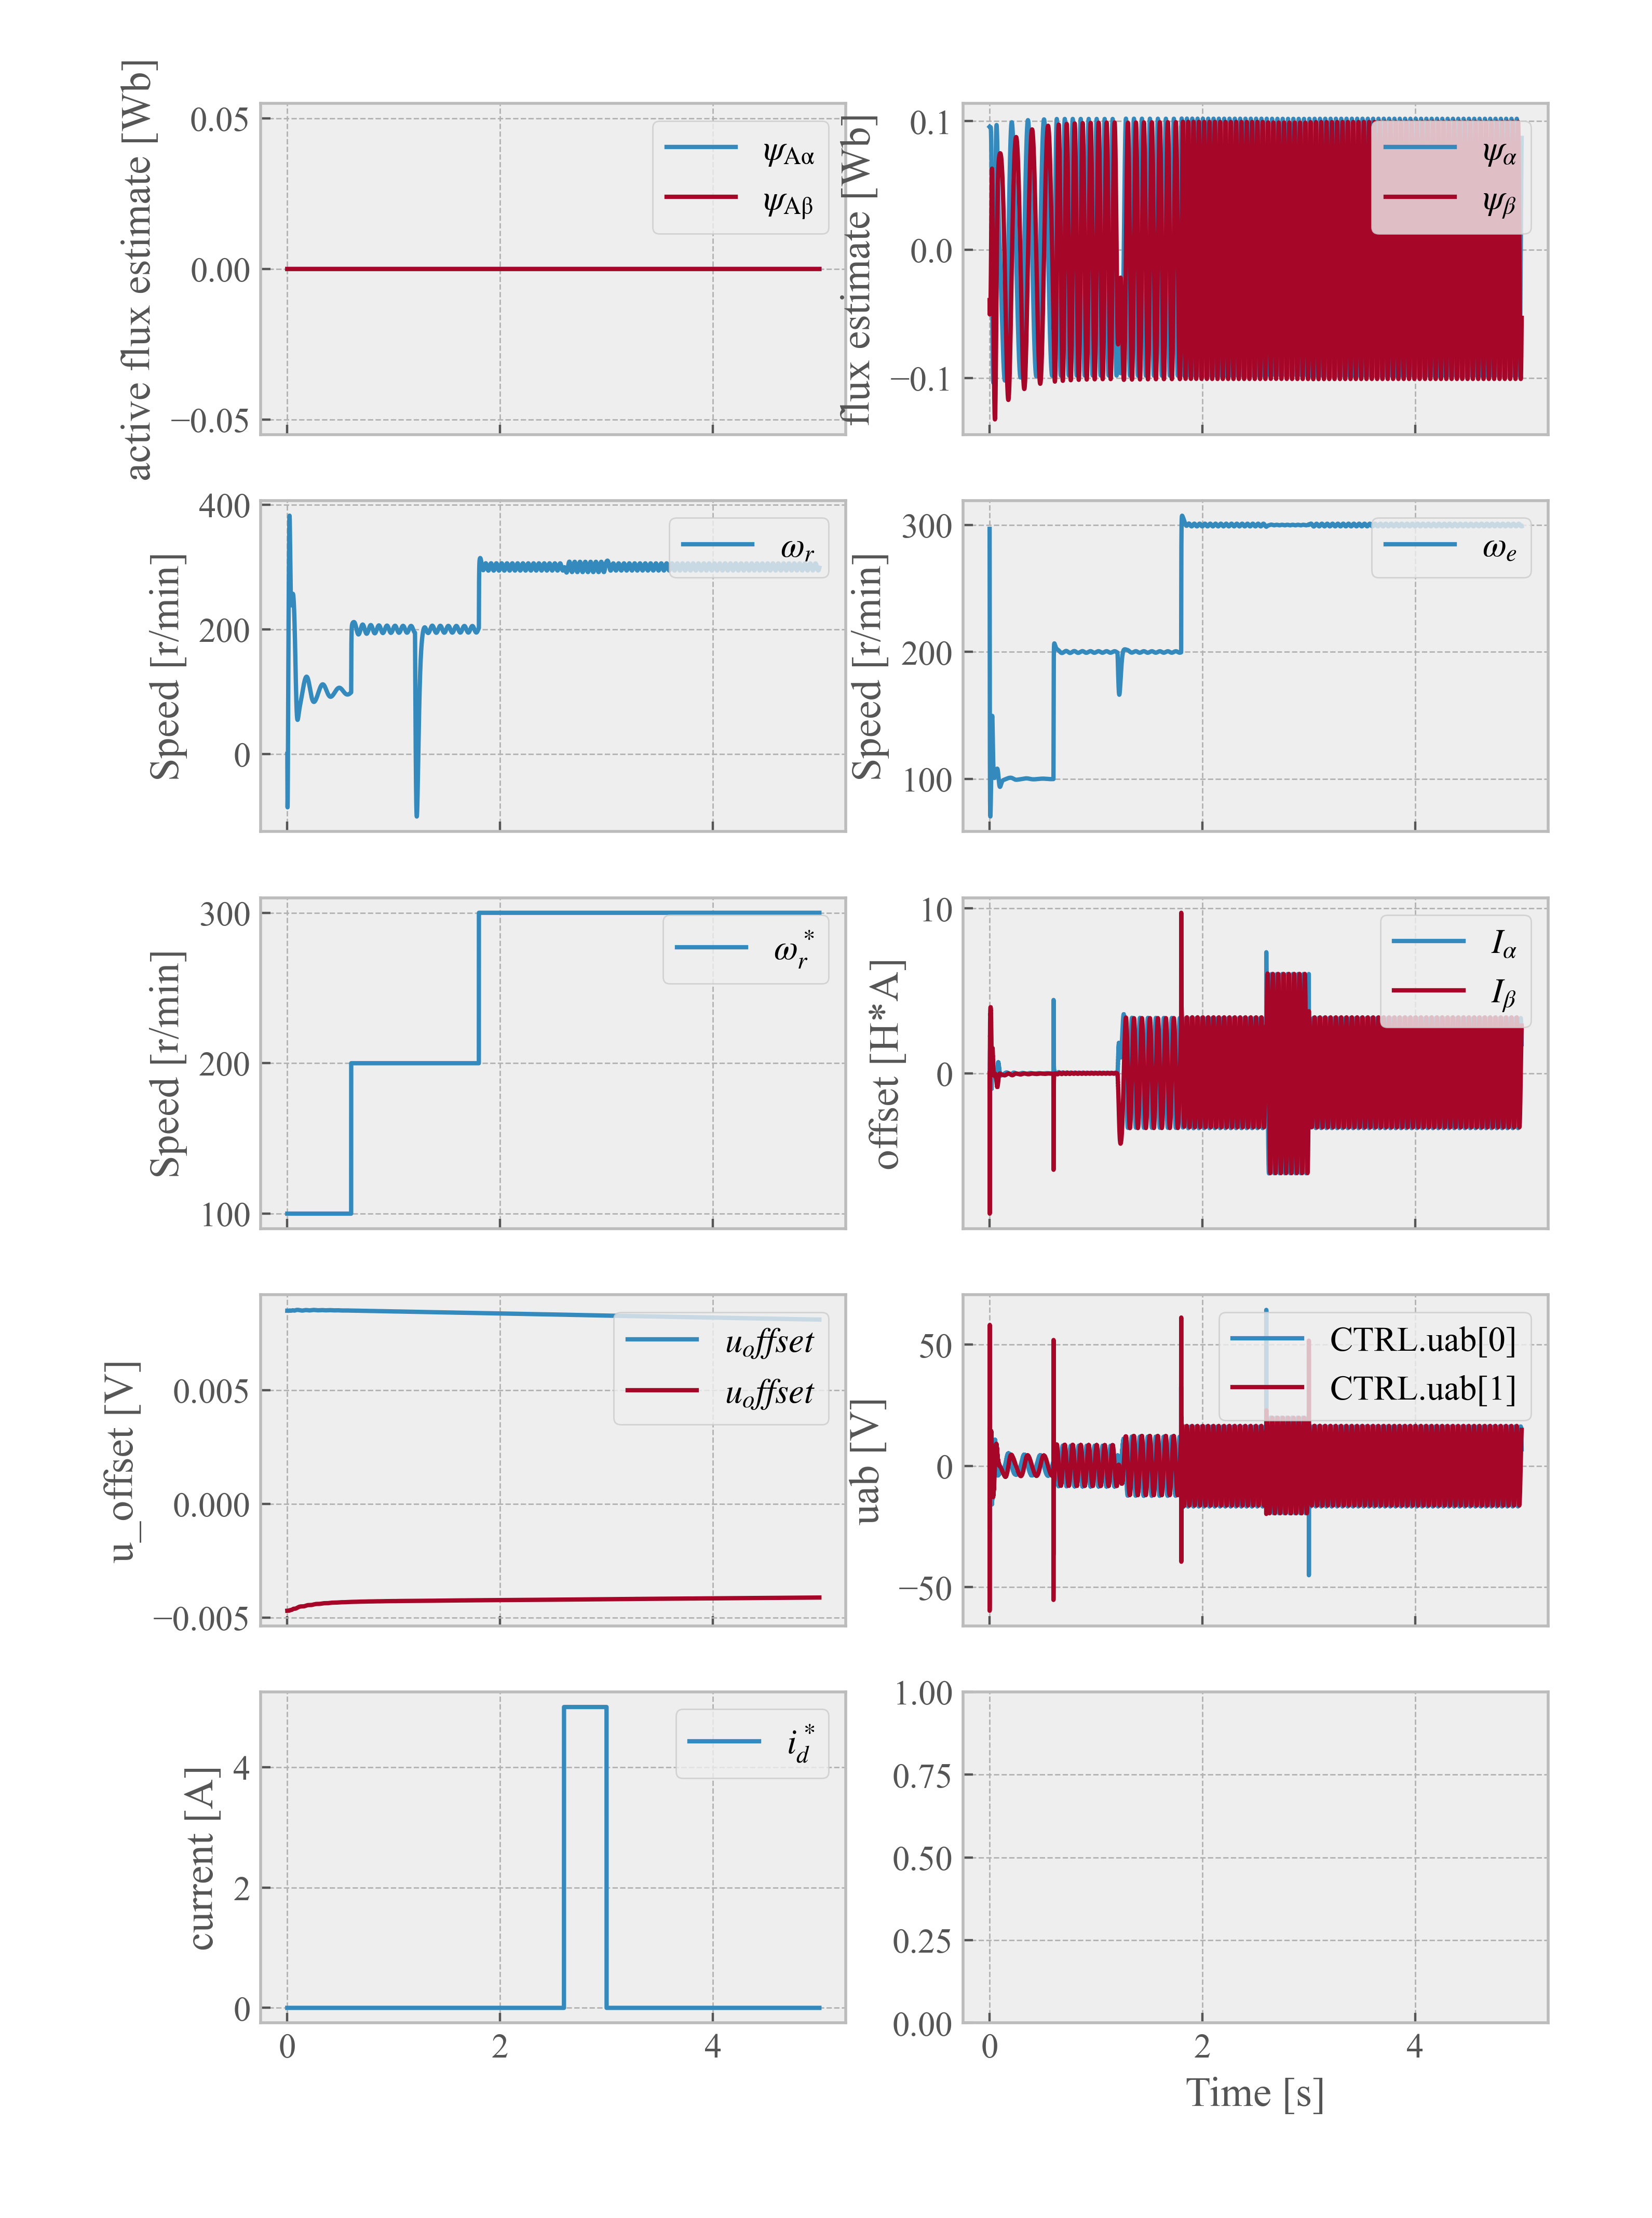 active flux estimate [Wb]
0.05
0.00
−0.05
ψAα
ψAβ
flux estimate [Wb]
0.1
0.0
−0.1
ψα
ψβ
Speed [r/min]
400
200
0
ωr
Speed [r/min]
300
200
100
ωe
Speed [r/min]
300
200
100
ωr*
offset [H*A]
10
0
Iα
Iβ
u_offset [V]
0.005
0.000
−0.005
uoffset
uoffset
uab [V]
50
0
−50
CTRL.uab[0]
CTRL.uab[1]
current [A]
4
2
0
id*
0 2 4
1.00
0.75
0.50
0.25
0.00
0 2 4
Time [s]